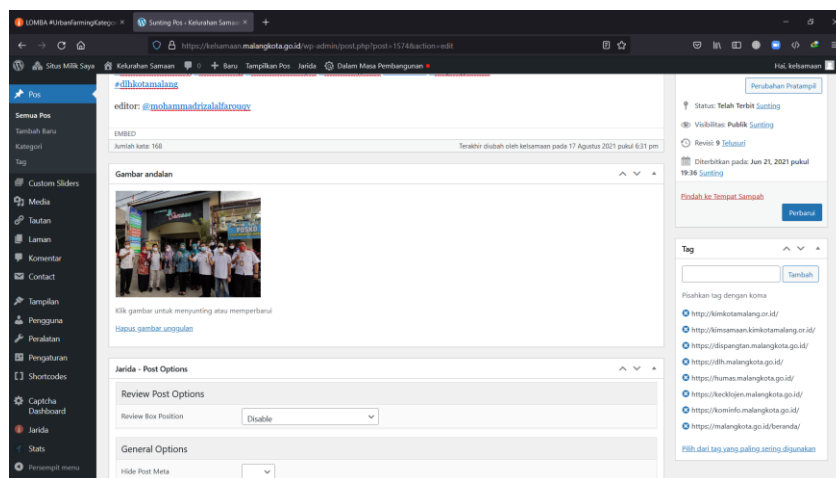 LOMBA #UrbanFarmingKategor
Sunting Pos ‹ Kelurahan Samaan
https://kelsamaan.malangkota.go.id/wp-admin/post.php?post=1574&action=edit
Situs Milik Saya
Kelurahan Samaan
0
Baru
Tampilkan Pos
Jarida
Dalam Masa Pembangunan
Hai, kelsamaan
Pos
Semua Pos
Tambah Baru
Kategori
Tag
Custom Sliders
Media
Tautan
Laman
Komentar
Contact
Tampilan
Pengguna
Peralatan
Pengaturan
Shortcodes
Captcha
Dashboard
Jarida
Stats
Persempit menu
#dlhkotamalang
editor: @mohammadrizalalfarouqy
EMBED
Jumlah kata: 168
Terakhir diubah oleh kelsamaan pada 17 Agustus 2021 pukul 6:31 pm
Gambar andalan
Klik gambar untuk menyunting atau memperbarui
Hapus gambar unggulan
Jarida - Post Options
Review Post Options
Review Box Position
Disable
General Options
Hide Post Meta
Perubahan Pratampil
Status: Telah Terbit Sunting
Visibilitas: Publik Sunting
Revisi: 9 Telusuri
Diterbitkan pada: Jun 21, 2021 pukul
19:36 Sunting
Pindah ke Tempat Sampah
Perbarui
Tag
Tambah
Pisahkan tag dengan koma
http://kimkotamalang.or.id/
http://kimsamaan.kimkotamalang.or.id/
https://dispangtan.malangkota.go.id/
https://dlh.malangkota.go.id/
https://humas.malangkota.go.id/
https://kecklojen.malangkota.go.id/
https://kominfo.malangkota.go.id/
https://malangkota.go.id/beranda/
Pilih dari tag yang paling sering digunakan